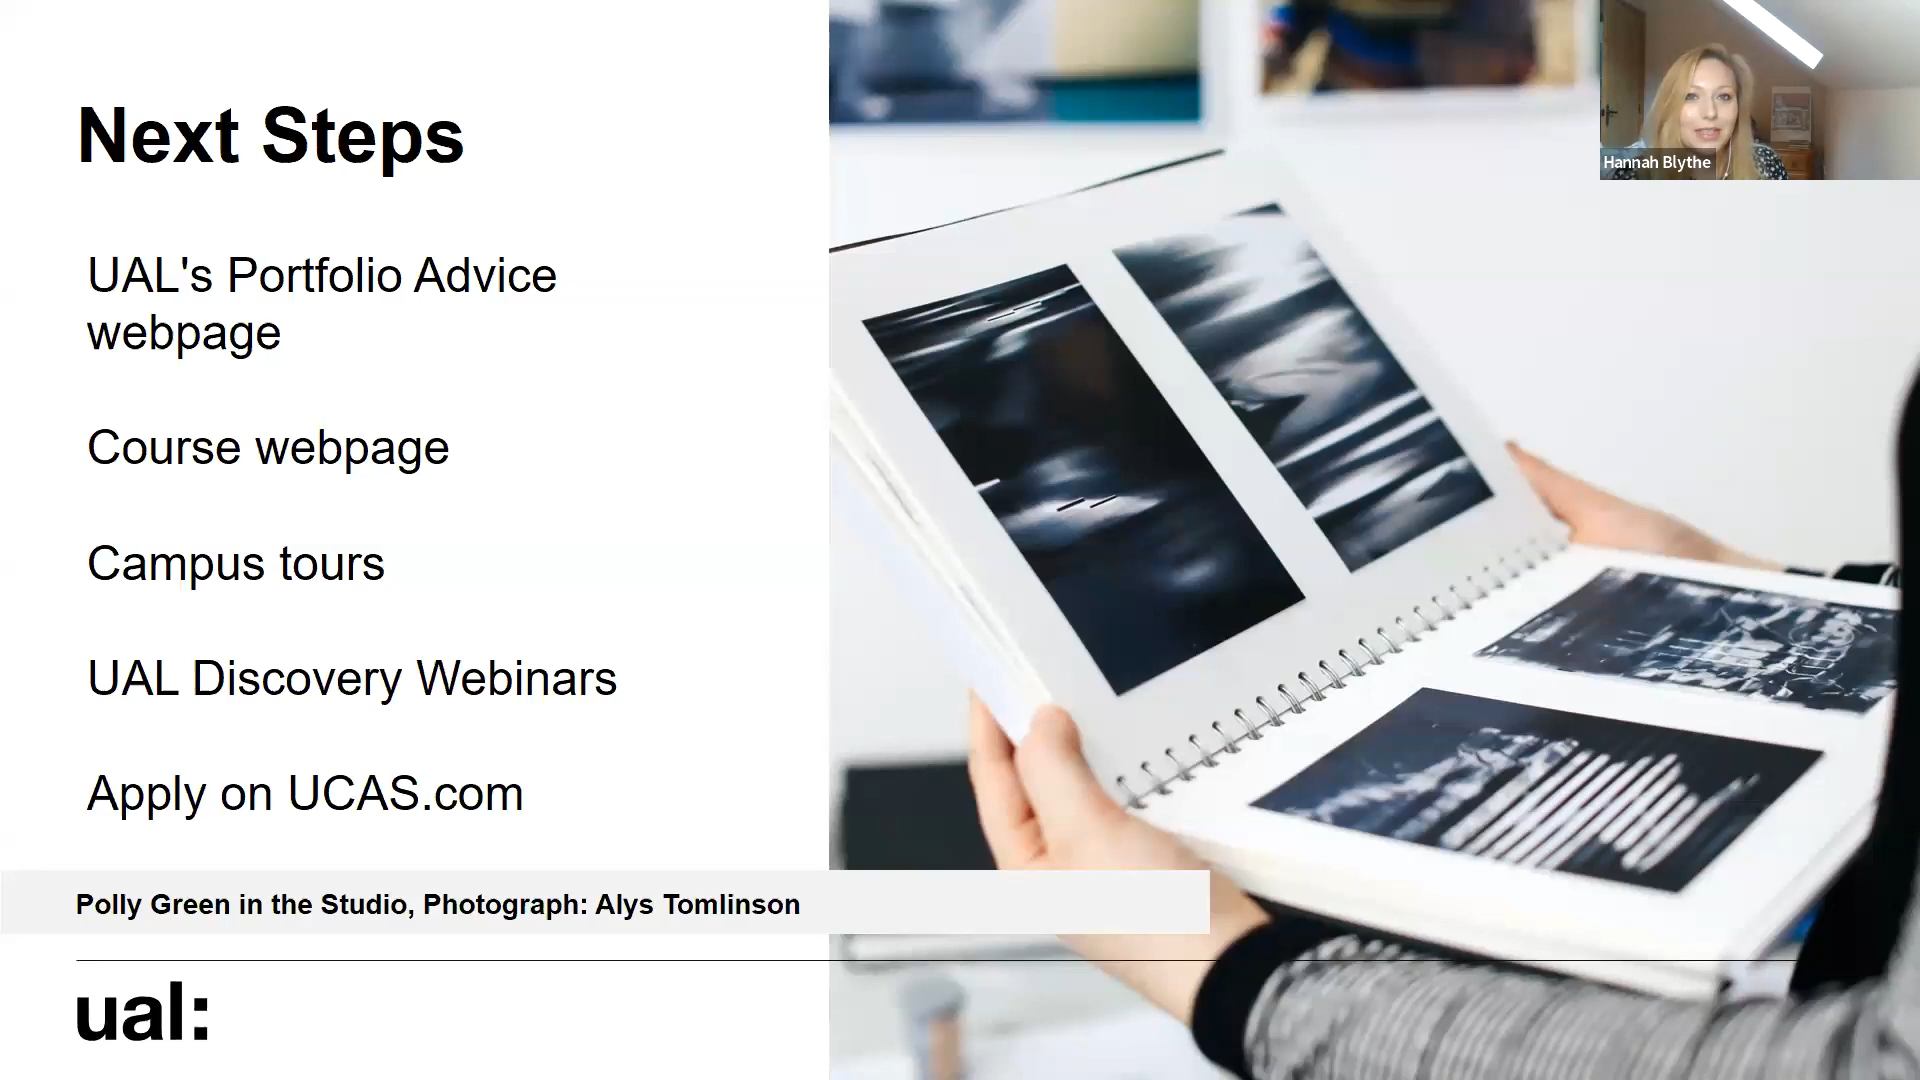 Next Steps
Hannah Blythe
UAL's Portfolio Advice
webpage
Course webpage
Campus tours
UAL Discovery Webinars
Apply on UCAS.com
Polly Green in the Studio, Photograph: Alys Tomlinson
ual: